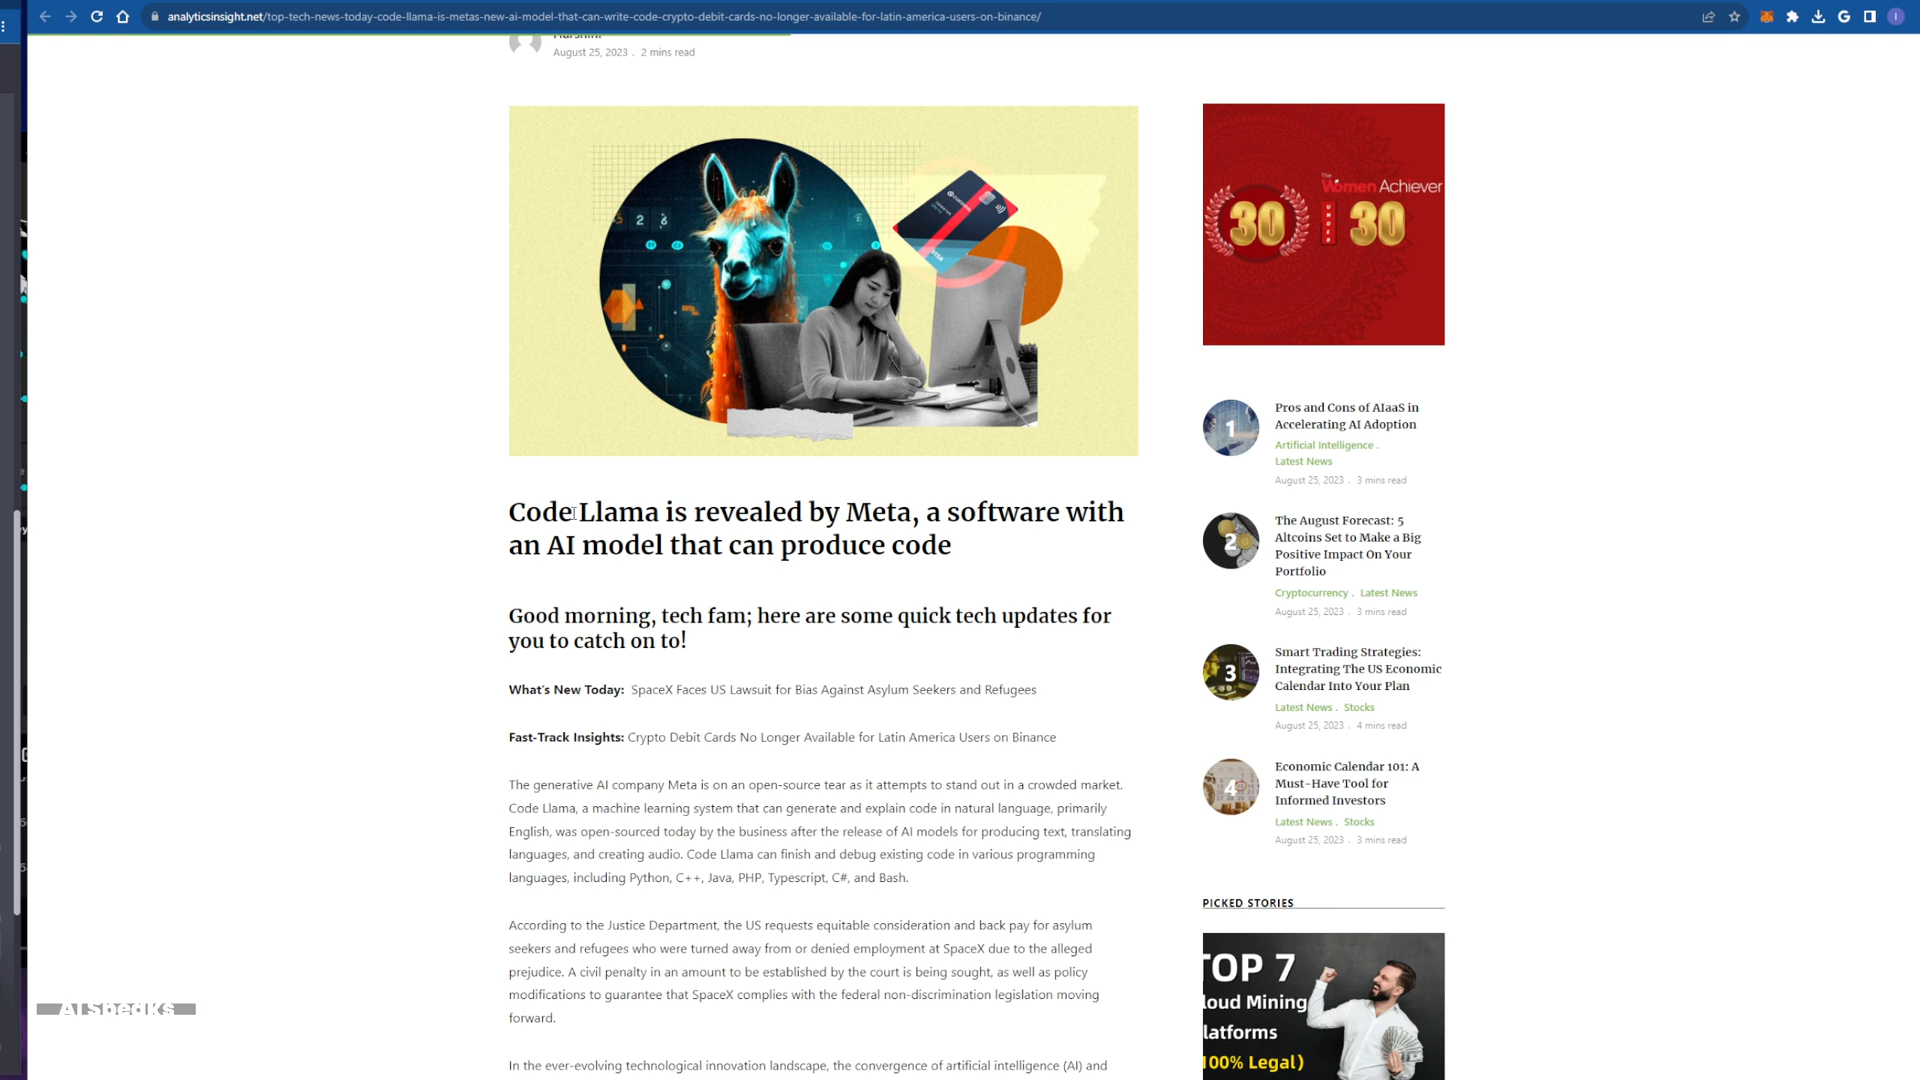 analyticsinsight.net/top-tech-news-today-code-llama-is-metas-new-ai-model-that-can-write-code-crypto-debit-cards-no-longer-available-for-latin-america-users-on-binance/
August 25, 2023 . 2 mins read
The
Women Achiever
30 UNDER 30
VISA
Code Llama is revealed by Meta, a software with
an AI model that can produce code
Good morning, tech fam; here are some quick tech updates for
you to catch on to!
What's New Today: SpaceX Faces US Lawsuit for Bias Against Asylum Seekers and Refugees
Fast-Track Insights: Crypto Debit Cards No Longer Available for Latin America Users on Binance
The generative AI company Meta is on an open-source tear as it attempts to stand out in a crowded market.
Code Llama, a machine learning system that can generate and explain code in natural language, primarily
English, was open-sourced today by the business after the release of AI models for producing text, translating
languages, and creating audio. Code Llama can finish and debug existing code in various programming
languages, including Python, C++, Java, PHP, Typescript, C#, and Bash.
According to the Justice Department, the US requests equitable consideration and back pay for asylum
seekers and refugees who were turned away from or denied employment at SpaceX due to the alleged
prejudice. A civil penalty in an amount to be established by the court is being sought, as well as policy
modifications to guarantee that SpaceX complies with the federal non-discrimination legislation moving
forward.
In the ever-evolving technological innovation landscape, the convergence of artificial intelligence (AI) and
1
Pros and Cons of AIaaS in
Accelerating AI Adoption
Artificial Intelligence .
Latest News
August 25, 2023 . 3 mins read
2
The August Forecast: 5
Altcoins Set to Make a Big
Positive Impact On Your
Portfolio
Cryptocurrency . Latest News
August 25, 2023 . 3 mins read
3
Smart Trading Strategies:
Integrating The US Economic
Calendar Into Your Plan
Latest News . Stocks
August 25, 2023 . 4 mins read
4
Economic Calendar 101: A
Must-Have Tool for
Informed Investors
Latest News . Stocks
August 25, 2023 . 3 mins read
PICKED STORIES
TOP 7
loud Mining
latforms
100% Legal)